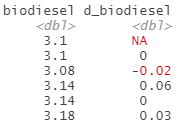 biodiesel d_biodiesel
<dbl> <dbl>
3.1 NA
3.1 0
3.08 -0.02
3.14 0.06
3.14 0
3.18 0.03